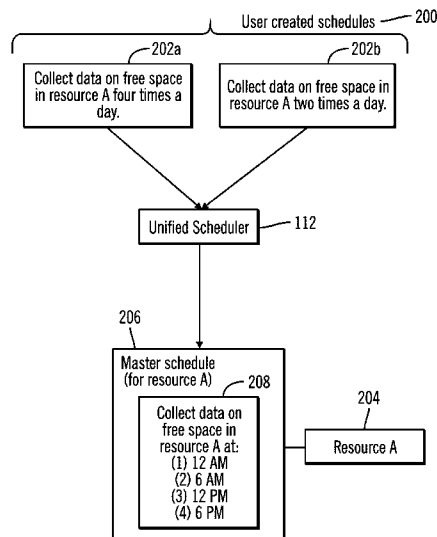 User created schedules 200
202a
202b
Collect data on free space
in resource A four times a
day.
Collect data on free space in
resource A two times a day.
Unified Scheduler
112
206
Master schedule
(for resource A)
208
Collect data on
free space in
resource A at:
(1) 12 AM
(2) 6 AM
(3) 12 PM
(4) 6 PM
204
Resource A